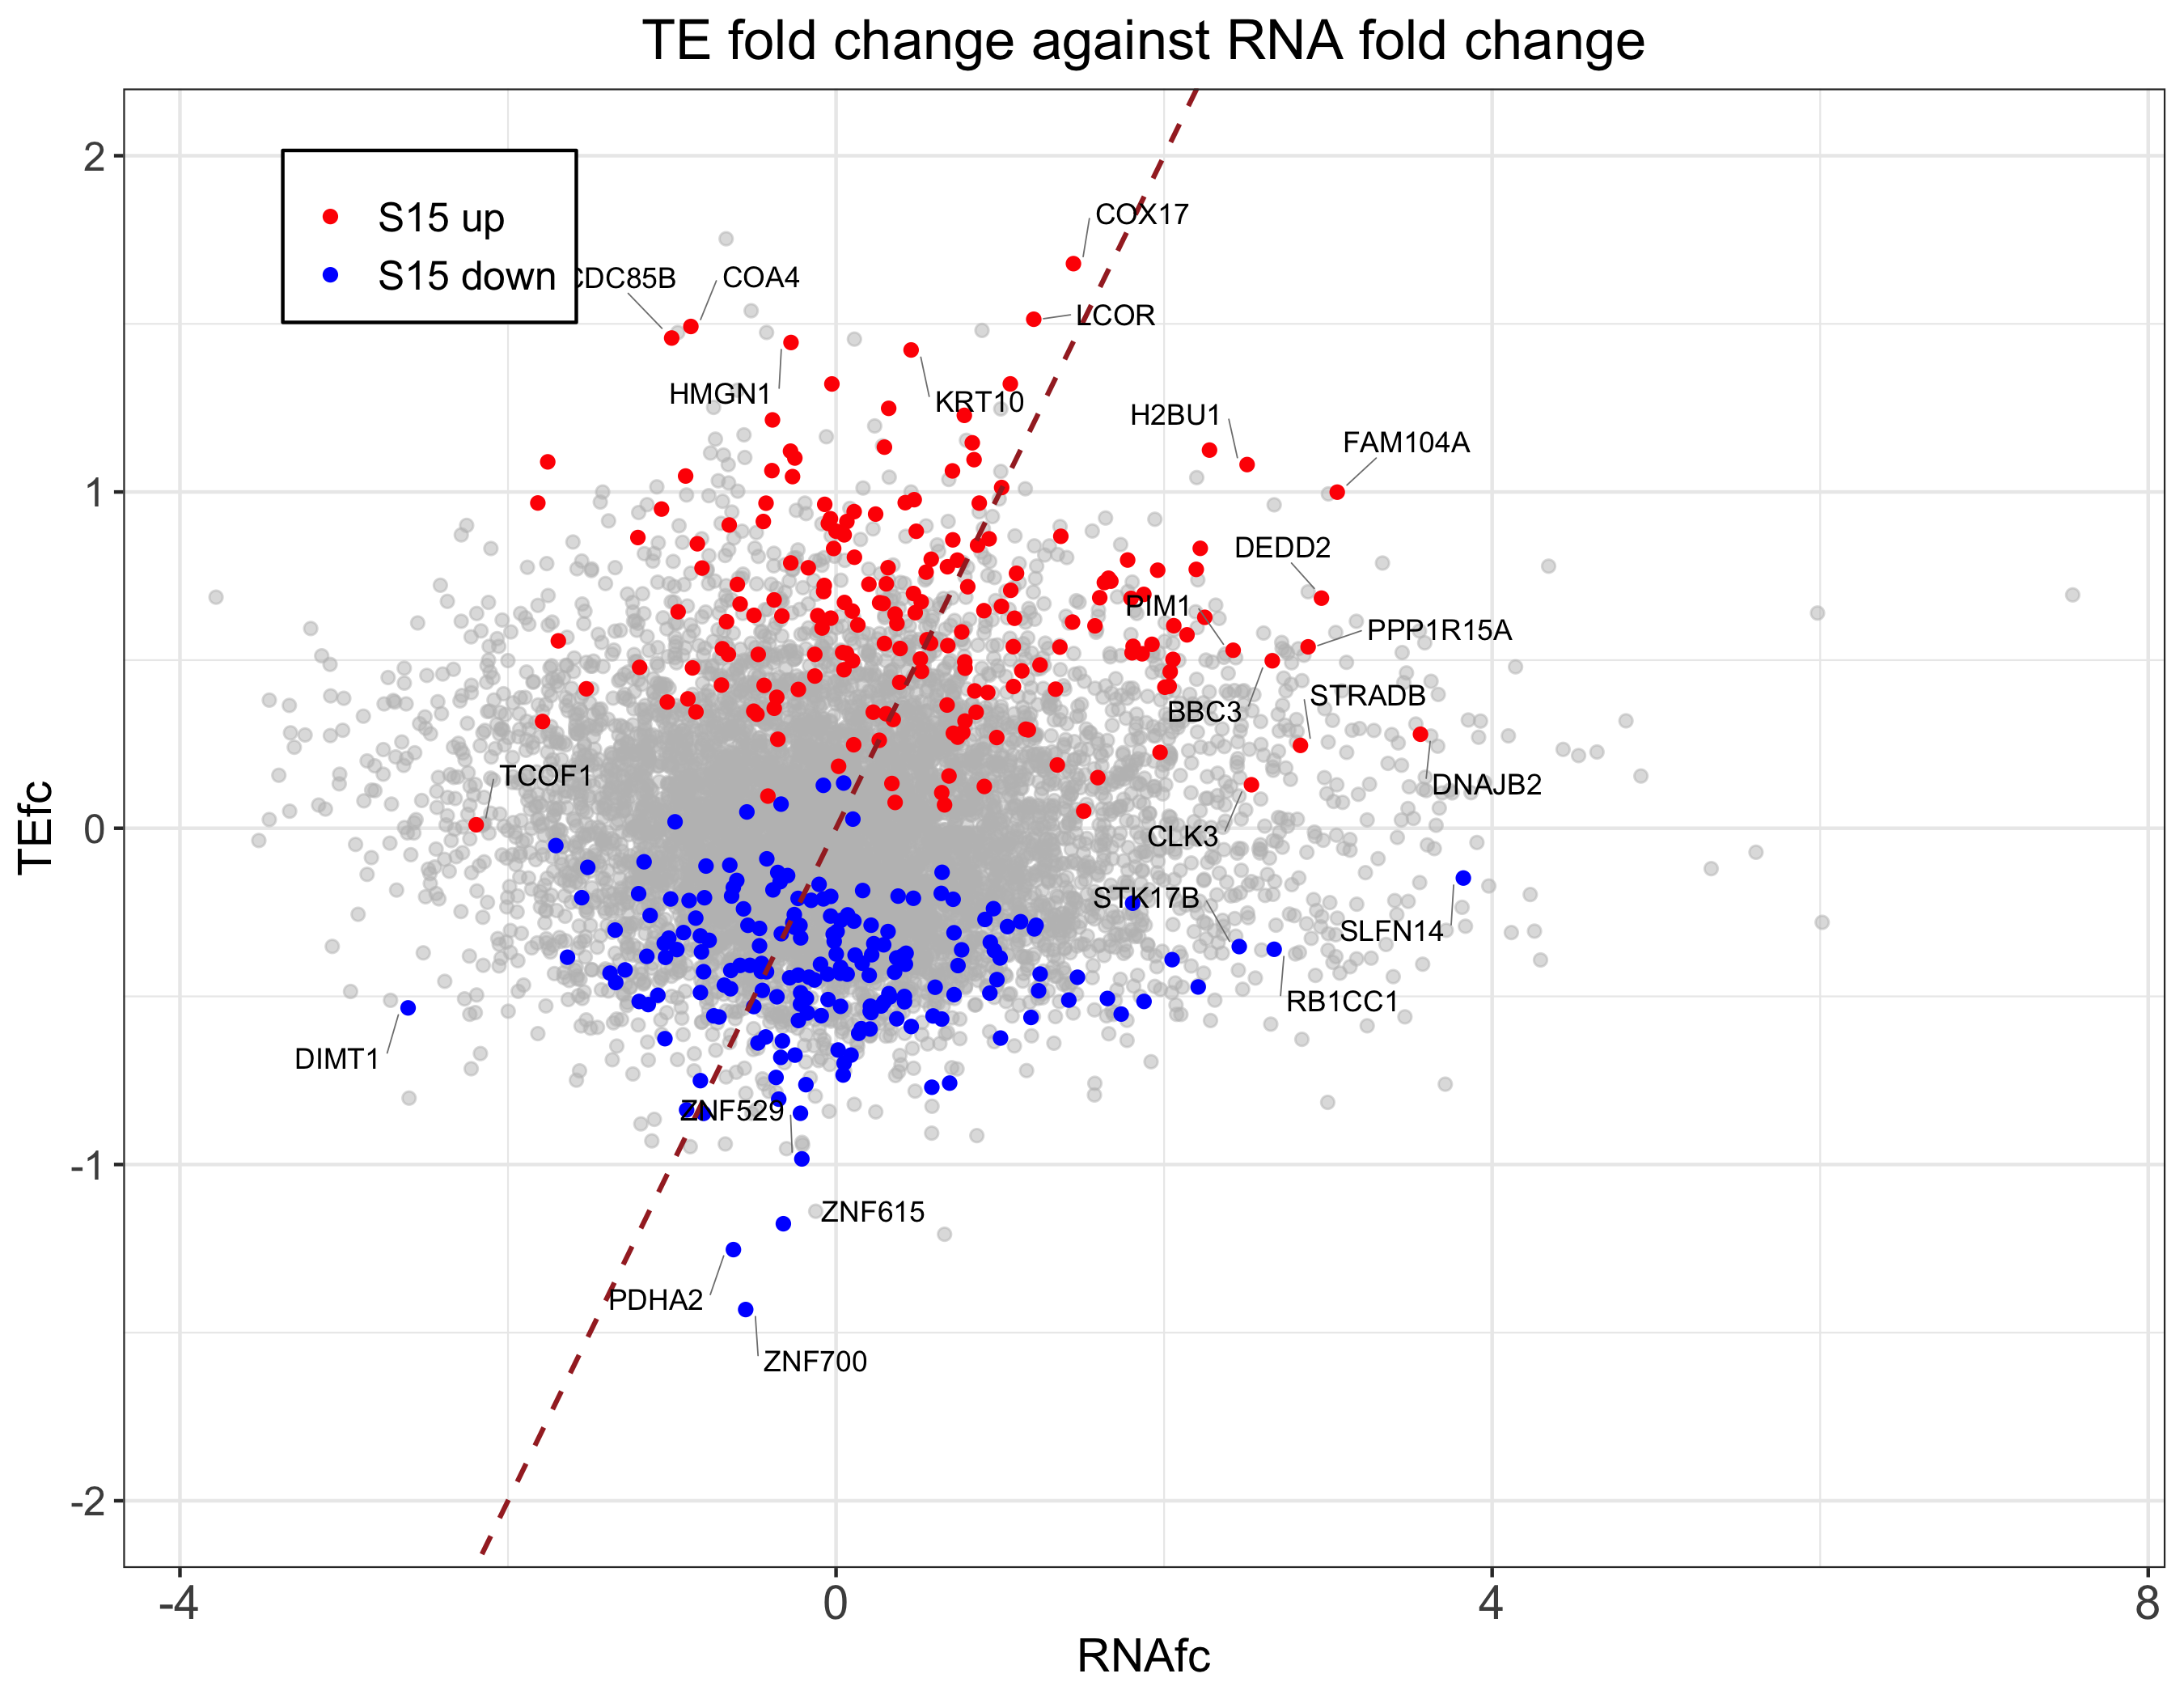 TE fold change against RNA fold change
2
COX17
S15 up
S15 down
CDC85B
COA4
LCOR
HMGN1
KRT10
H2BU1
FAM104A
1
DEDD2
PIM1
PPP1R15A
STRADB
BBC3
TCOF1
DNAJB2
TEfc
0
CLK3
STK17B
SLFN14
RB1CC1
DIMT1
ZNF529
-1
ZNF615
PDHA2
ZNF700
-2
-4
0
4
8
RNAfc